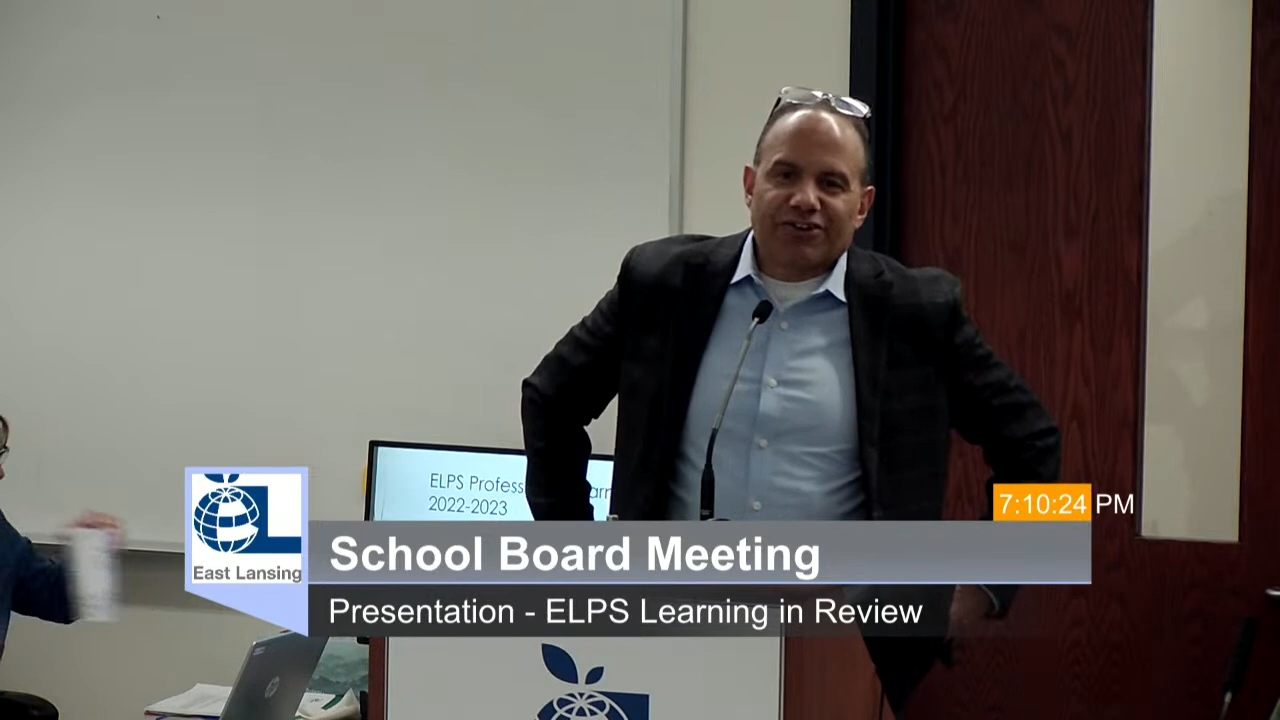 ELPS Profess
2022-2023
7:10:24 PM
School Board Meeting
East Lansing
Presentation - ELPS Learning in Review